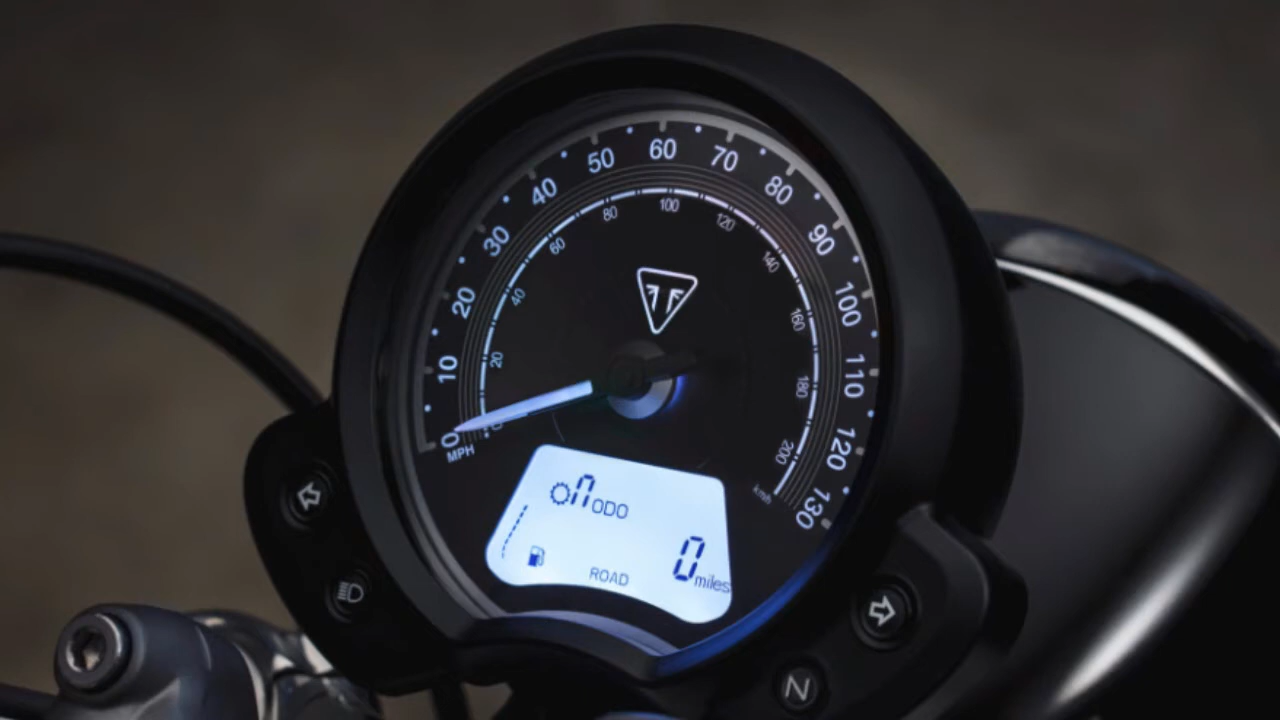 0 10 20 30 40 50 60 70 80 90 100 110 120 130
MPH
20 40 60 80 100 120 140 160 180 200
km/h
n ODO
0 miles
ROAD
N